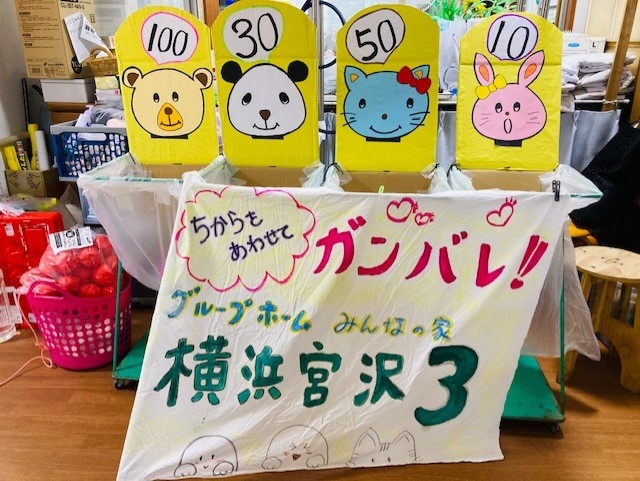 100
30
50
10
ちからを
あわせて
ガンバレ!!
グループホーム みんなの家
横浜宮沢3